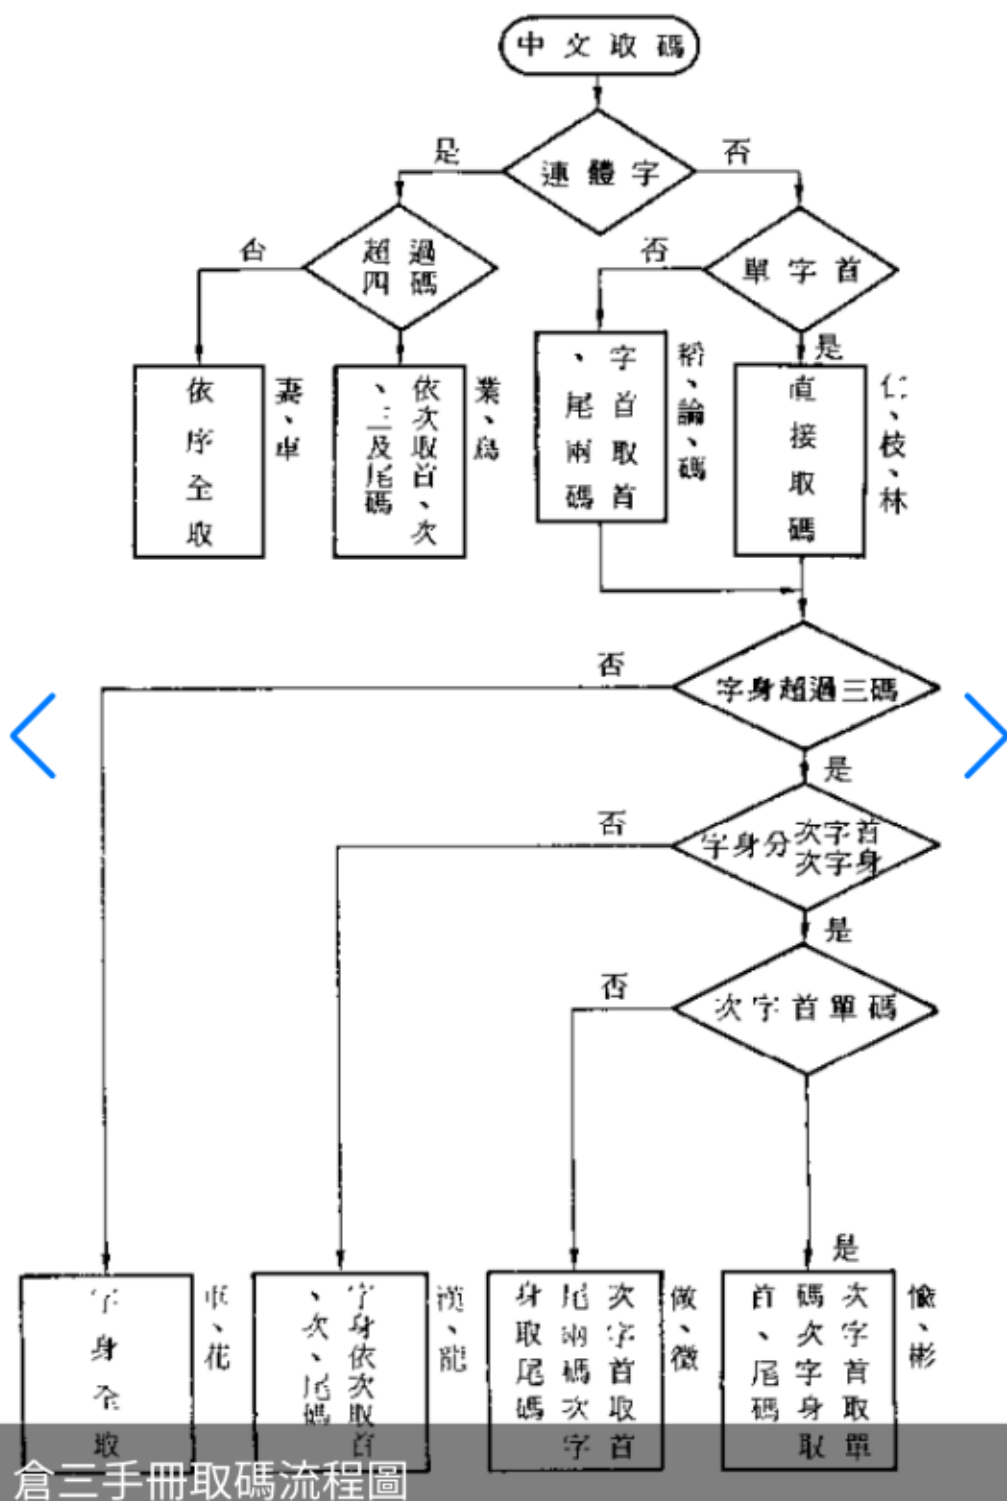 中文取碼
連體字
是
否
超過
四碼
否
單字首
否
是
依序全取
妻、車
依次取首、次
、三及尾碼
業、烏
字首取首
、尾兩碼
稻、論、碼
直接取碼
仁、枝、林
字身超過三碼
否
是
字身分次字首
次字身
否
是
次字首單碼
否
是
字身全取
花
字身依次取首
、次、尾碼
漢、龍
次字首取首
尾兩碼次字
身取尾碼
做、徵
次字首取單
碼次字身取
首、尾碼
儉、彬
倉三手冊取碼流程圖